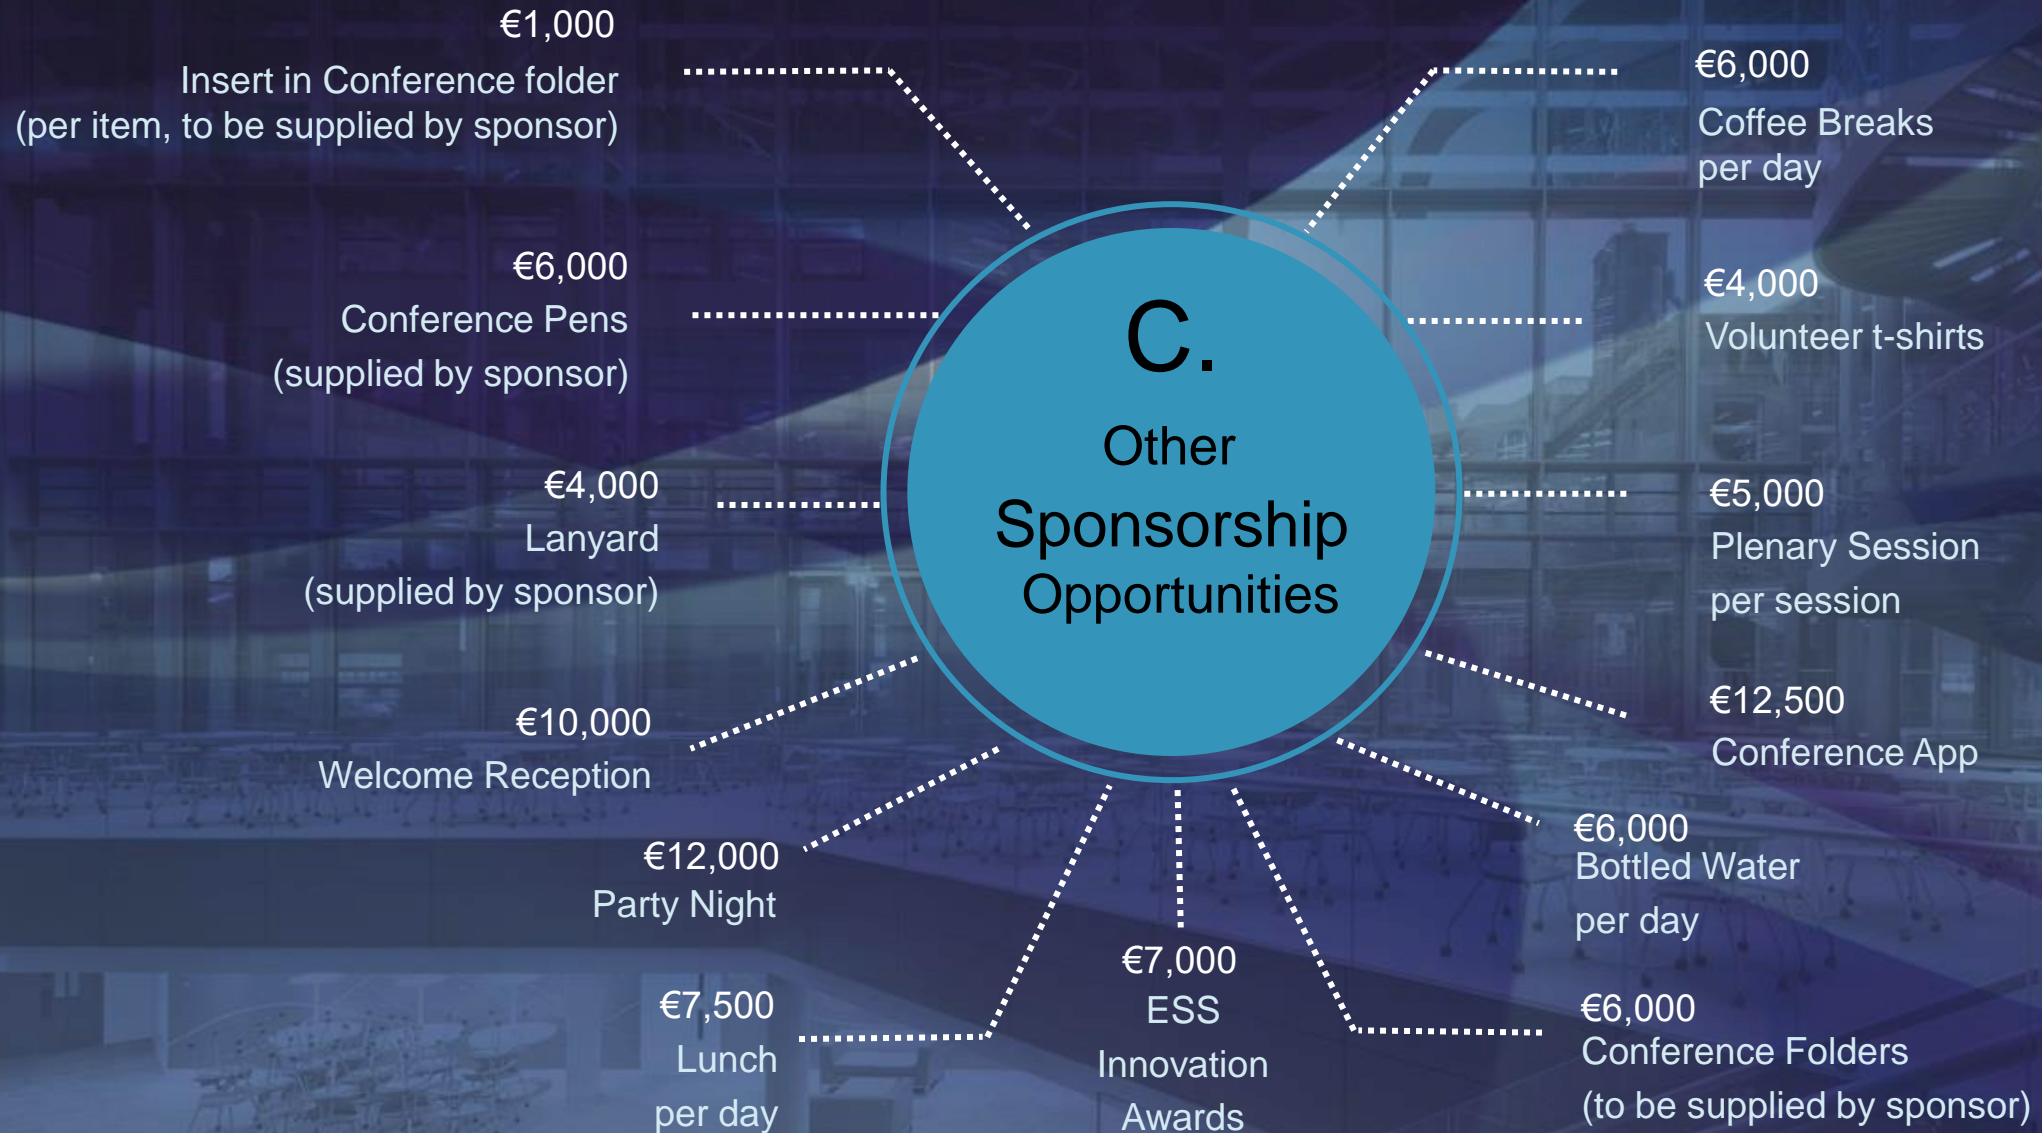 €1,000
Insert in Conference folder
(per item, to be supplied by sponsor)
€6,000
Conference Pens
(supplied by sponsor)
€4,000
Lanyard
(supplied by sponsor)
€10,000
Welcome Reception
€12,000
Party Night
€7,500
Lunch
per day
C.
Other
Sponsorship
Opportunities
€7,000
ESS
Innovation
Awards
€6,000
Coffee Breaks
per day
€4,000
Volunteer t-shirts
€5,000
Plenary Session
per session
€12,500
Conference App
€6,000
Bottled Water
per day
€6,000
Conference Folders
(to be supplied by sponsor)